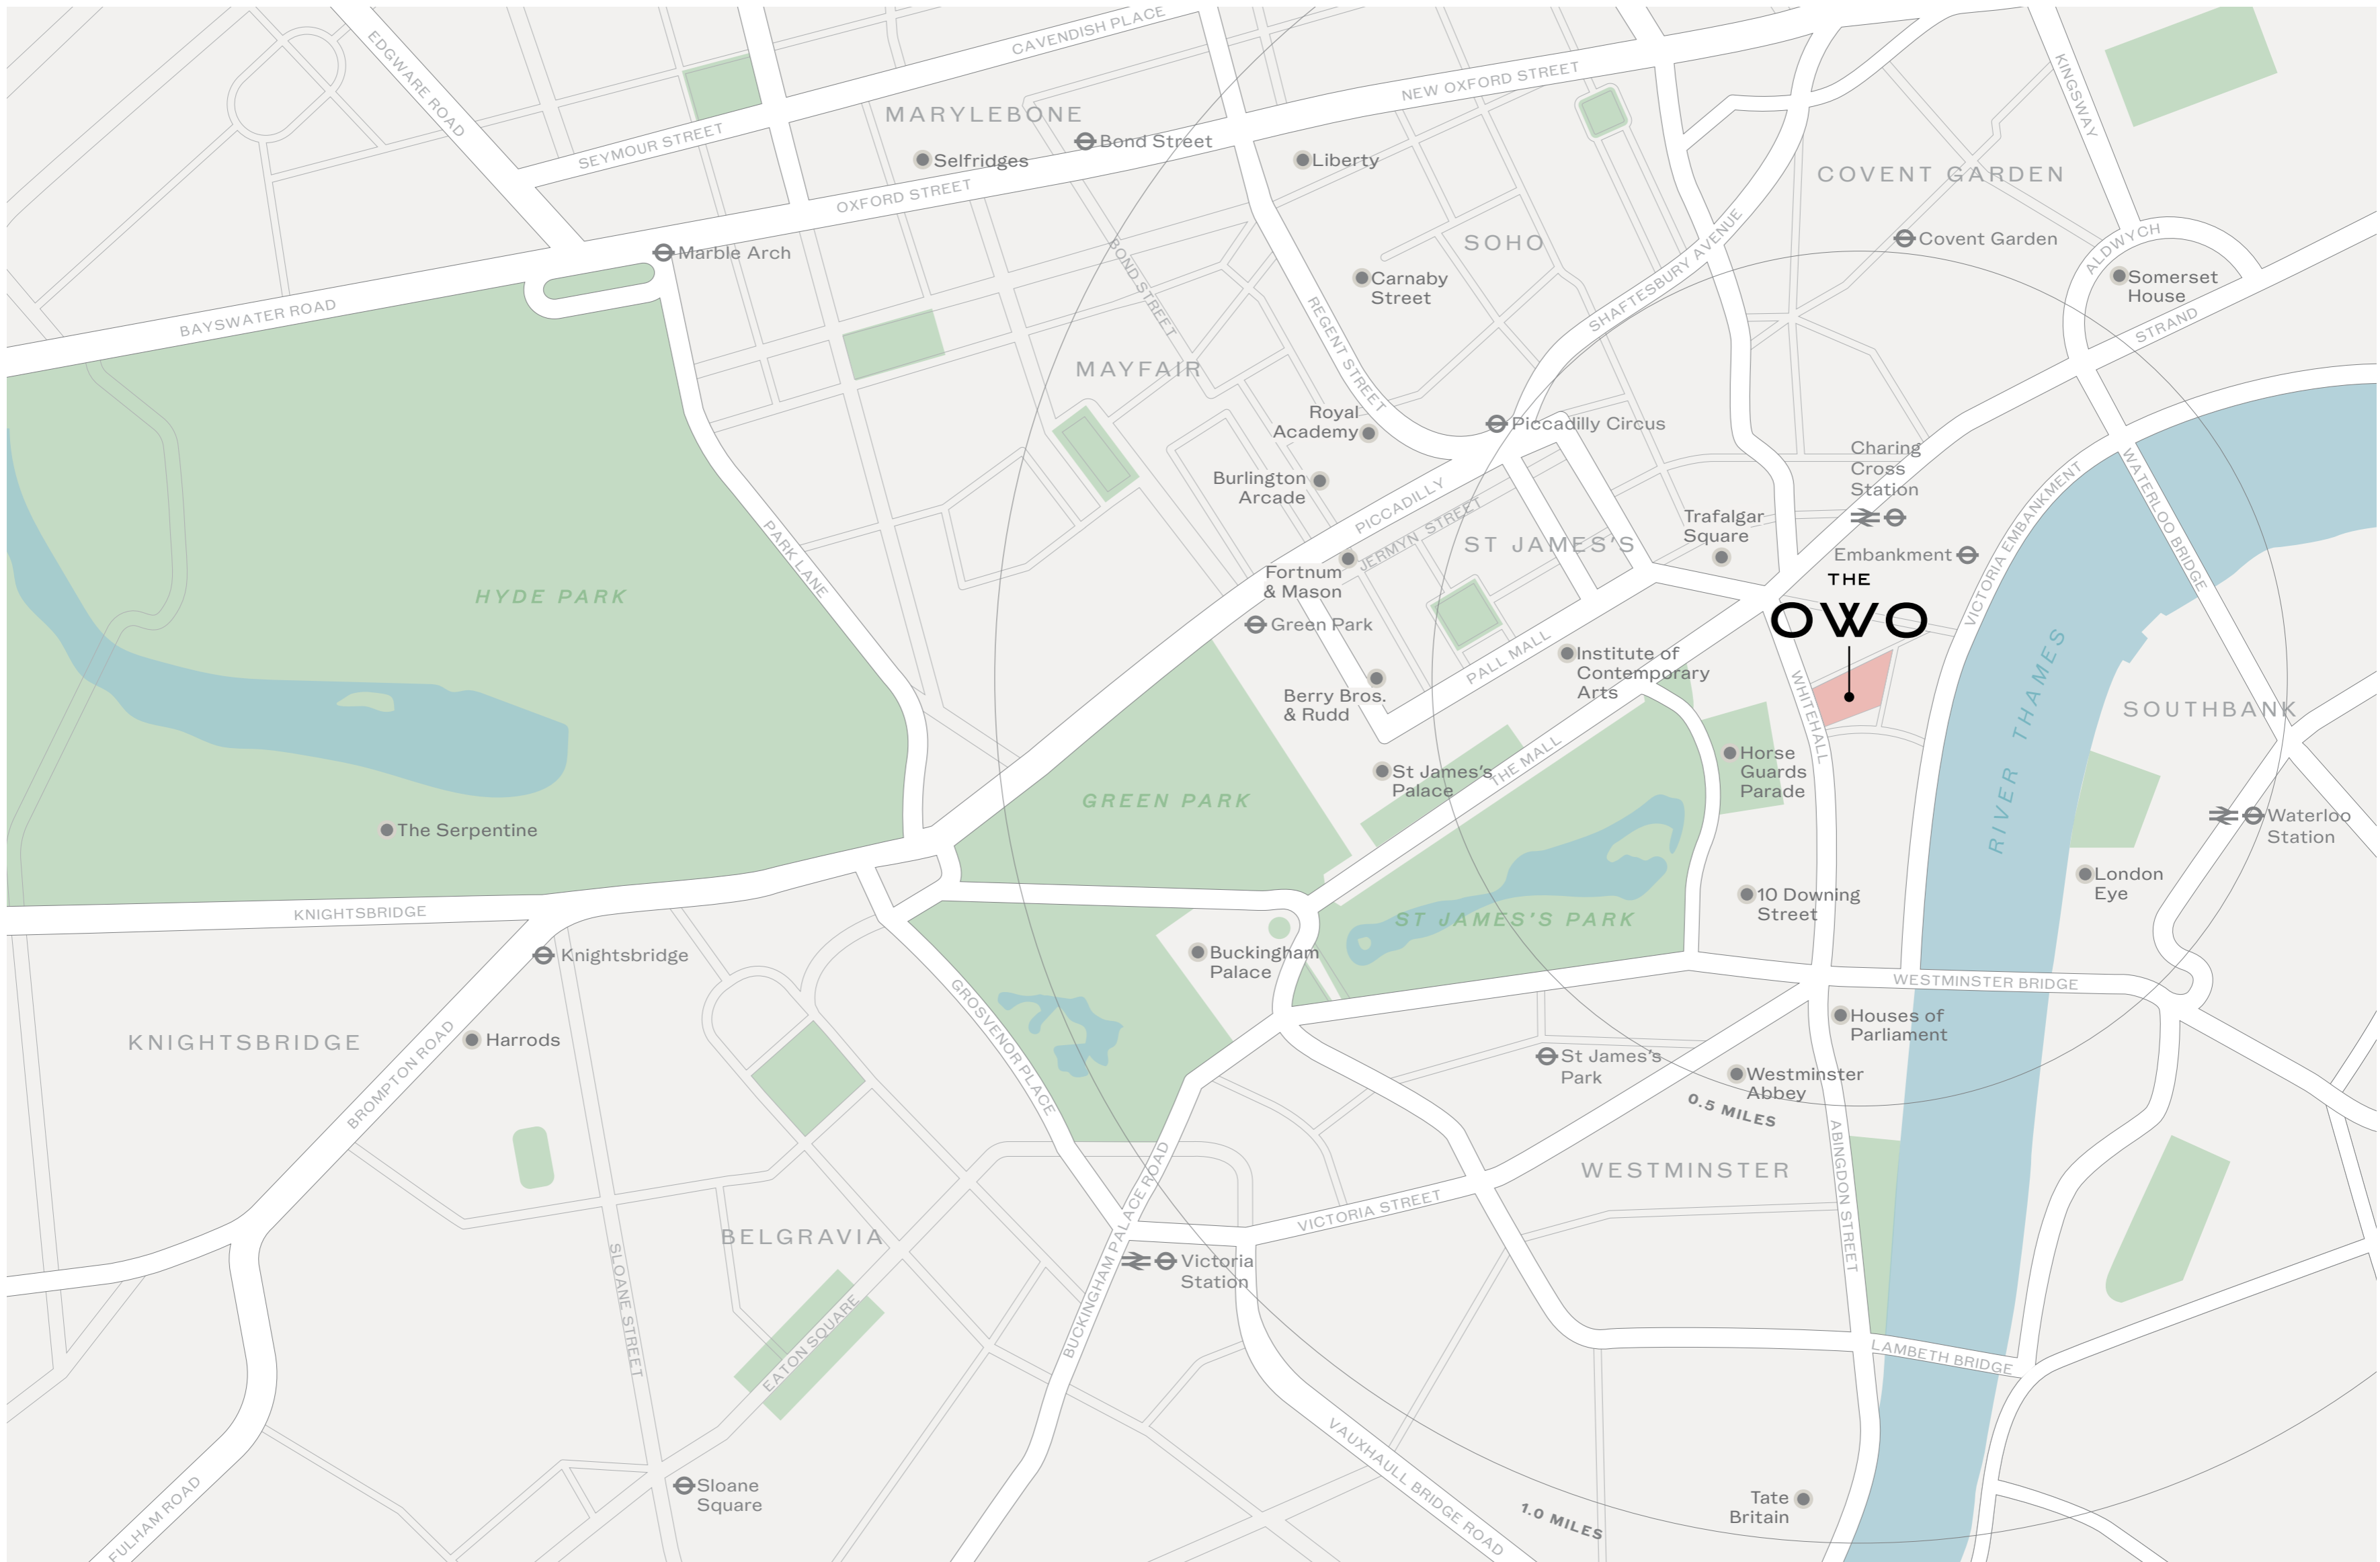 EDGWARE ROAD
CAVENDISH PLACE
SEYMOUR STREET
MARYLEBONE
Bond Street
Selfridges
OXFORD STREET
NEW OXFORD STREET
Liberty
KINGSWAY
COVENT GARDEN
Covent Garden
ALDWYCH
Somerset
House
STRAND
SOHO
SHAFTESBURY AVENUE
Carnaby
Street
REGENT STREET
BOND STREET
Marble Arch
BAYSWATER ROAD
MAYFAIR
Royal
Academy
Piccadilly Circus
Burlington
Arcade
PICCADILLY
JERMYN STREET
ST JAMES'S
Trafalgar
Square
Charing
Cross
Station
Embankment
VICTORIA EMBANKMENT
WATERLOO BRIDGE
THE
OWO
PARK LANE
HYDE PARK
Fortnum
& Mason
Green Park
PALL MALL
Institute of
Contemporary
Arts
Berry Bros.
& Rudd
WHITEHALL
RIVER THAMES
SOUTHBANK
St James's
Palace
THE MALL
Horse
Guards
Parade
GREEN PARK
The Serpentine
Waterloo
Station
London
Eye
10 Downing
Street
ST JAMES'S PARK
KNIGHTSBRIDGE
Knightsbridge
Buckingham
Palace
WESTMINSTER BRIDGE
GROSVENOR PLACE
Houses of
Parliament
KNIGHTSBRIDGE
Harrods
BROMPTON ROAD
St James's
Park
Westminster
Abbey
0.5 MILES
ABINGDON STREET
WESTMINSTER
BUCKINGHAM PALACE ROAD
VICTORIA STREET
BELGRAVIA
Victoria
Station
SLOANE STREET
EATON SQUARE
LAMBETH BRIDGE
VAUXHAULL BRIDGE ROAD
Sloane
Square
FULHAM ROAD
1.0 MILES
Tate
Britain